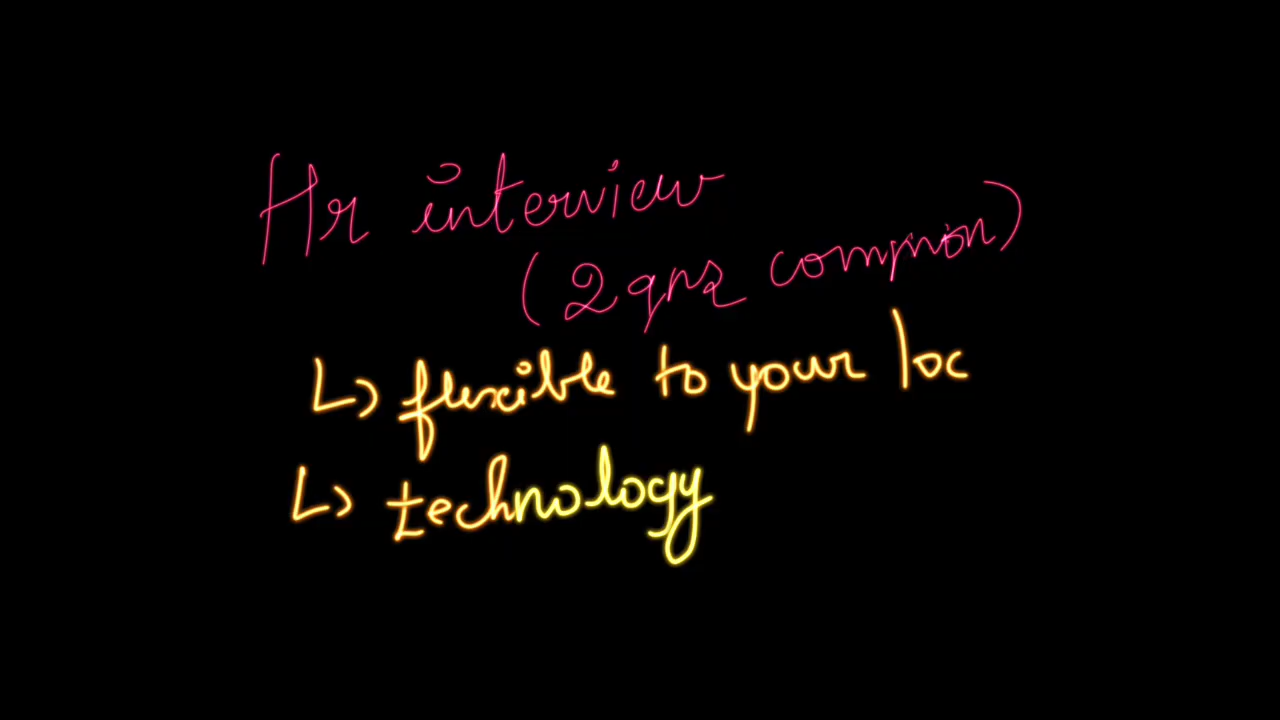 Hr interview
(2 qns common)
↳ flexible to your loc
↳ technology